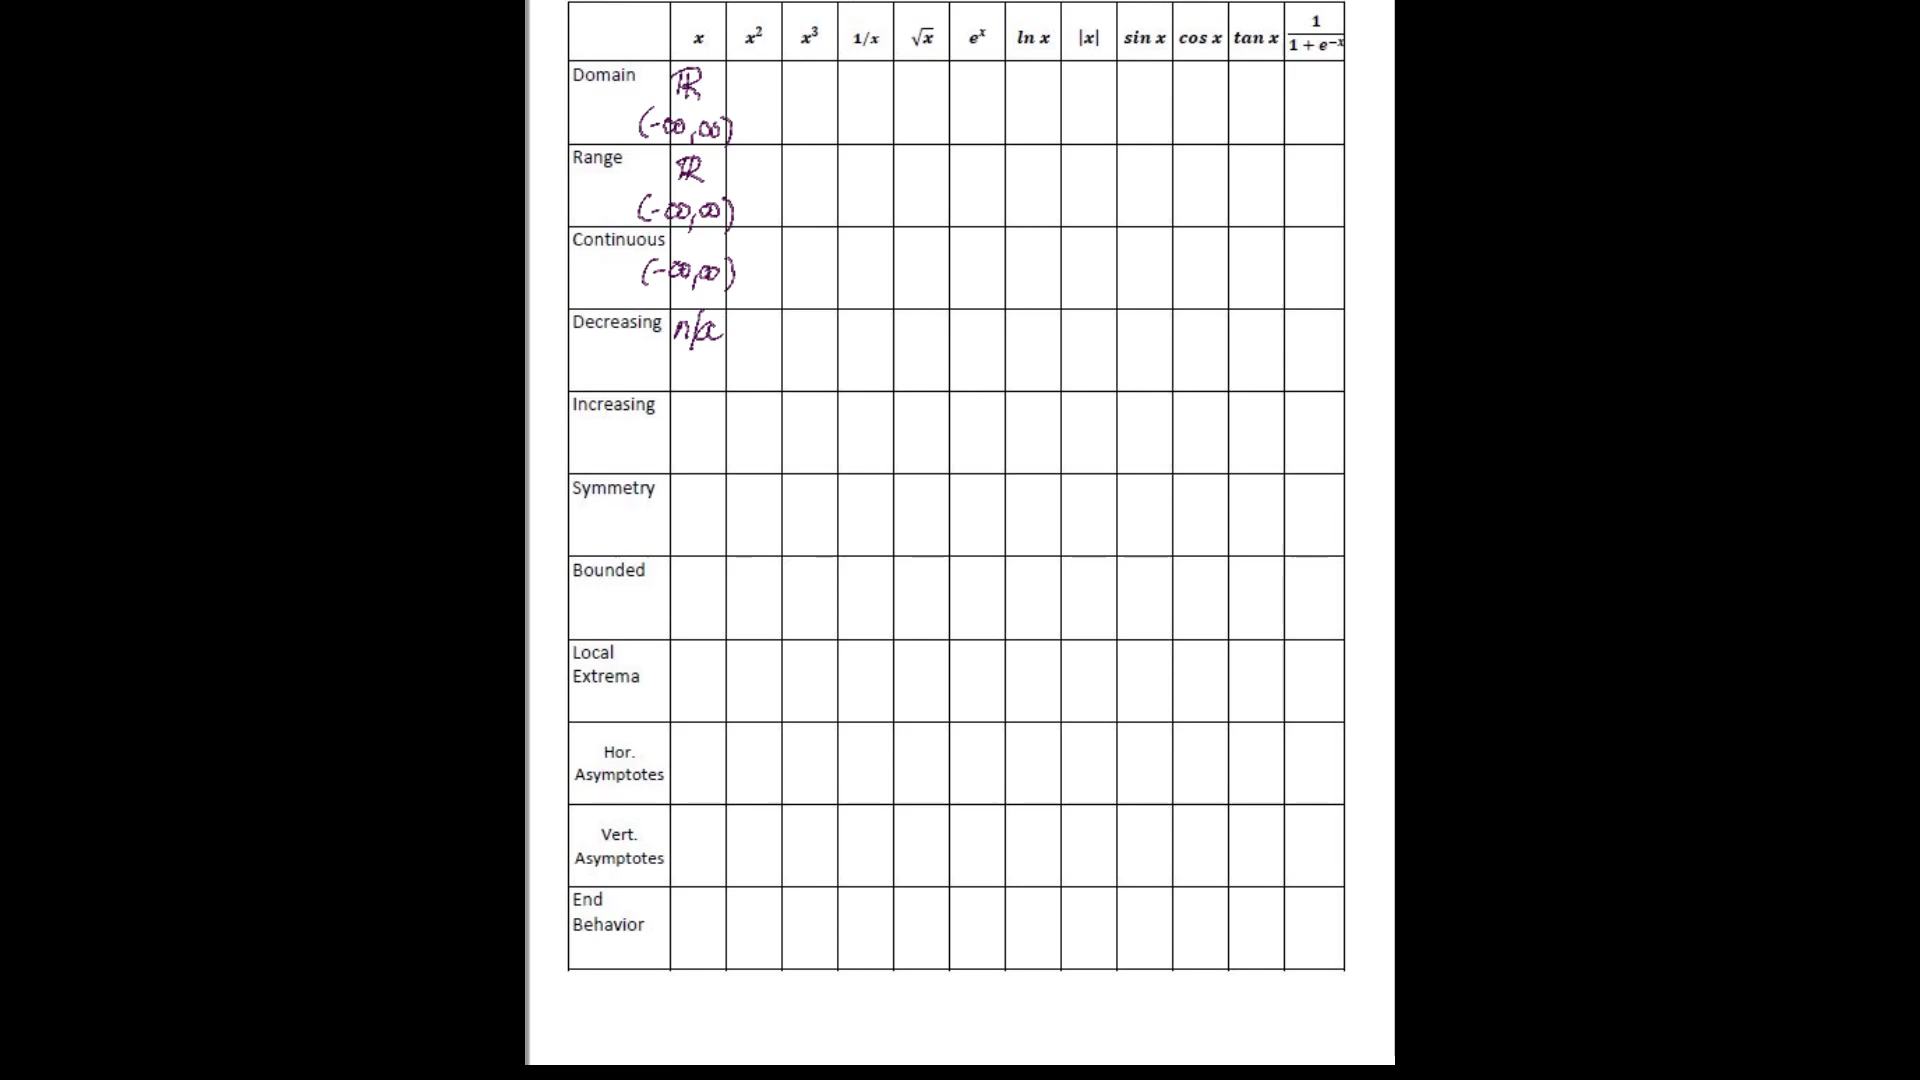 x x² x³ 1/x √x eˣ ln x |x| sin x cos x tan x 1/(1 + e⁻ˣ)
Domain ℝ
(-∞,∞)
Range ℝ
(-∞,∞)
Continuous
(-∞,∞)
Decreasing n/a
Increasing
Symmetry
Bounded
Local
Extrema
Hor.
Asymptotes
Vert.
Asymptotes
End
Behavior